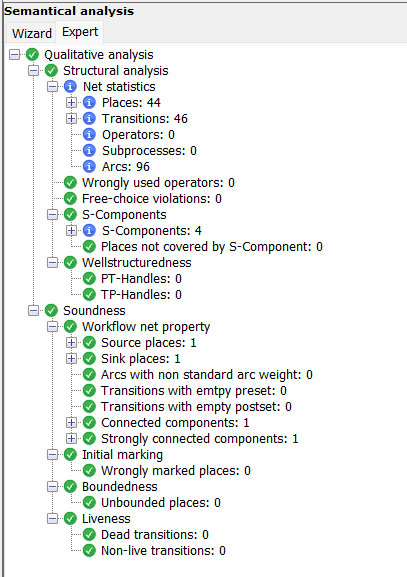 Semantical analysis
Wizard Expert
Qualitative analysis
Structural analysis
Net statistics
Places: 44
Transitions: 46
Operators: 0
Subprocesses: 0
Arcs: 96
Wrongly used operators: 0
Free-choice violations: 0
S-Components
S-Components: 4
Places not covered by S-Component: 0
Wellstructuredness
PT-Handles: 0
TP-Handles: 0
Soundness
Workflow net property
Source places: 1
Sink places: 1
Arcs with non standard arc weight: 0
Transitions with emtpy preset: 0
Transitions with empty postset: 0
Connected components: 1
Strongly connected components: 1
Initial marking
Wrongly marked places: 0
Boundedness
Unbounded places: 0
Liveness
Dead transitions: 0
Non-live transitions: 0